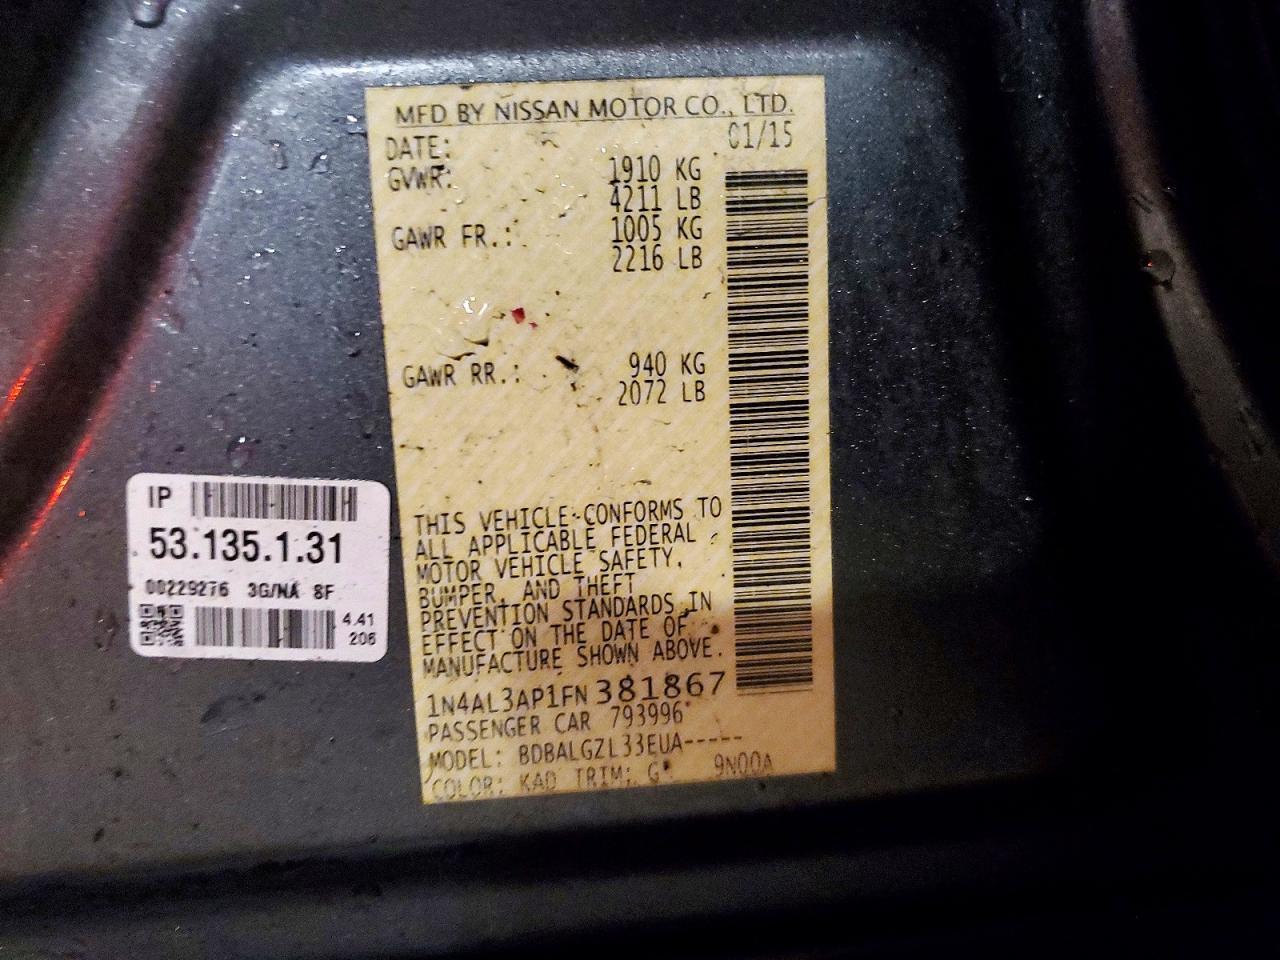 MFD BY NISSAN MOTOR CO., LTD.
DATE: 01/15
GVWR: 1910 KG
4211 LB
GAWR FR.: 1005 KG
2216 LB
GAWR RR.: 940 KG
2072 LB
THIS VEHICLE CONFORMS TO
ALL APPLICABLE FEDERAL
MOTOR VEHICLE SAFETY,
BUMPER, AND THEFT
PREVENTION STANDARDS IN
EFFECT ON THE DATE OF
MANUFACTURE SHOWN ABOVE.
1N4AL3AP1FN 381867
PASSENGER CAR 793996
MODEL: BDBALGZL33EUA-----
COLOR: KAD TRIM: G 9N00A
IP H
53.135.1.31
00229276 3G/NA 8F
4.41
206